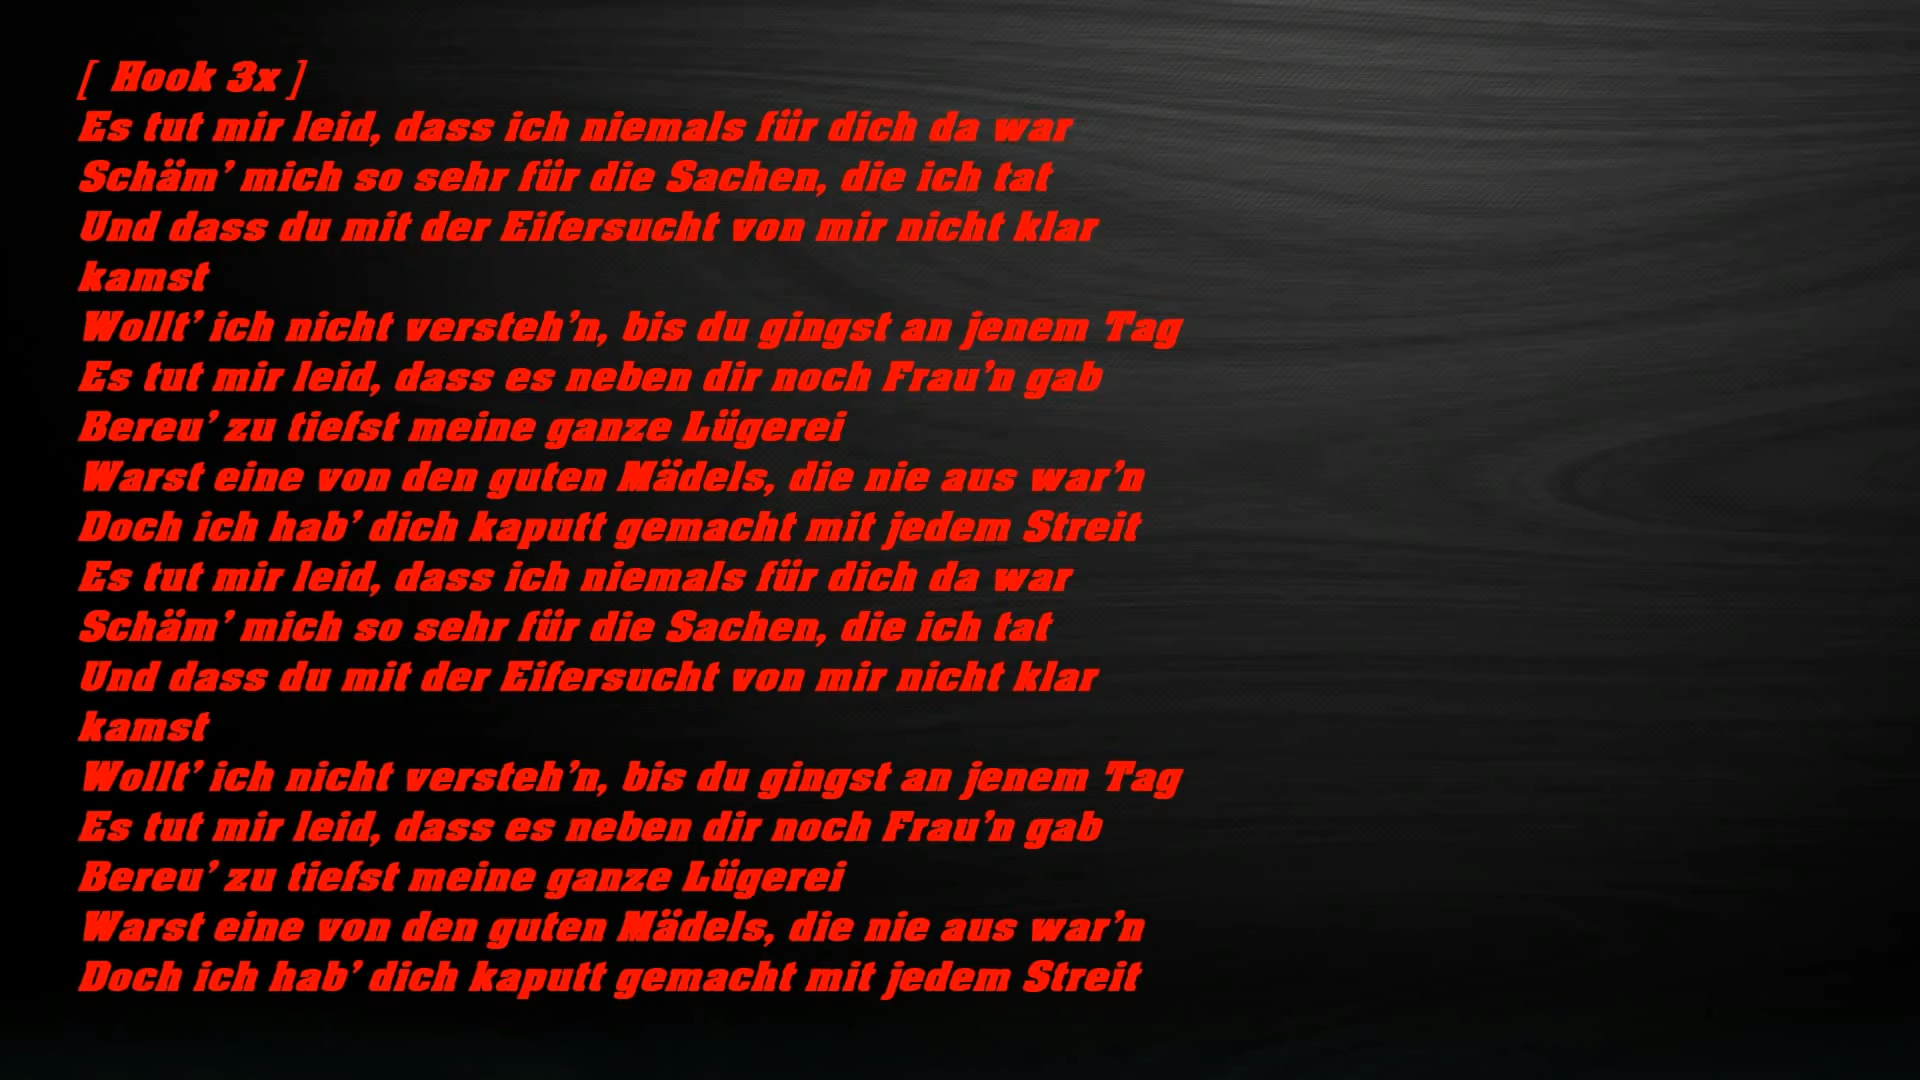 [ Hook 3x ]
Es tut mir leid, dass ich niemals für dich da war
Schäm' mich so sehr für die Sachen, die ich tat
Und dass du mit der Eifersucht von mir nicht klar
kamst
Wollt' ich nicht versteh'n, bis du gingst an jenem Tag
Es tut mir leid, dass es neben dir noch Frau'n gab
Bereu' zu tiefst meine ganze Lügerei
Warst eine von den guten Mädels, die nie aus war'n
Doch ich hab' dich kaputt gemacht mit jedem Streit
Es tut mir leid, dass ich niemals für dich da war
Schäm' mich so sehr für die Sachen, die ich tat
Und dass du mit der Eifersucht von mir nicht klar
kamst
Wollt' ich nicht versteh'n, bis du gingst an jenem Tag
Es tut mir leid, dass es neben dir noch Frau'n gab
Bereu' zu tiefst meine ganze Lügerei
Warst eine von den guten Mädels, die nie aus war'n
Doch ich hab' dich kaputt gemacht mit jedem Streit